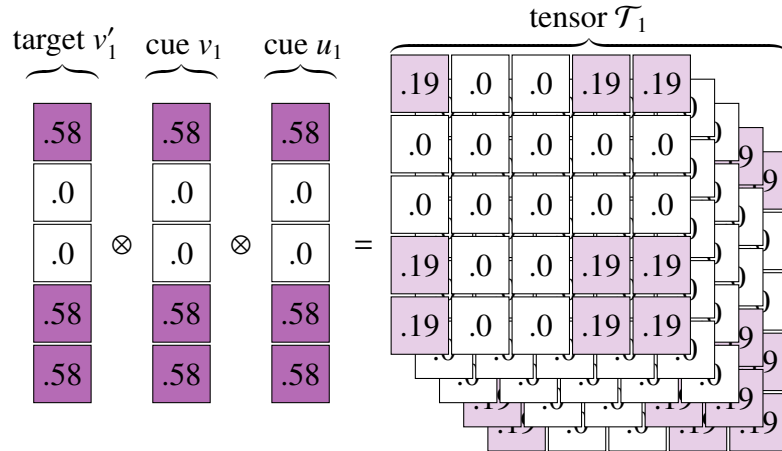 target v′₁ cue v₁ cue u₁ tensor 𝒯₁
.58 .58 .58 .19 .0 .0 .19 .19
.0 .0 .0 .0 .0 .0 .0 .0
.0 ⊗ .0 ⊗ .0 = .0 .0 .0 .0 .0
.58 .58 .58 .19 .0 .0 .19 .19
.58 .58 .58 .19 .0 .0 .19 .19